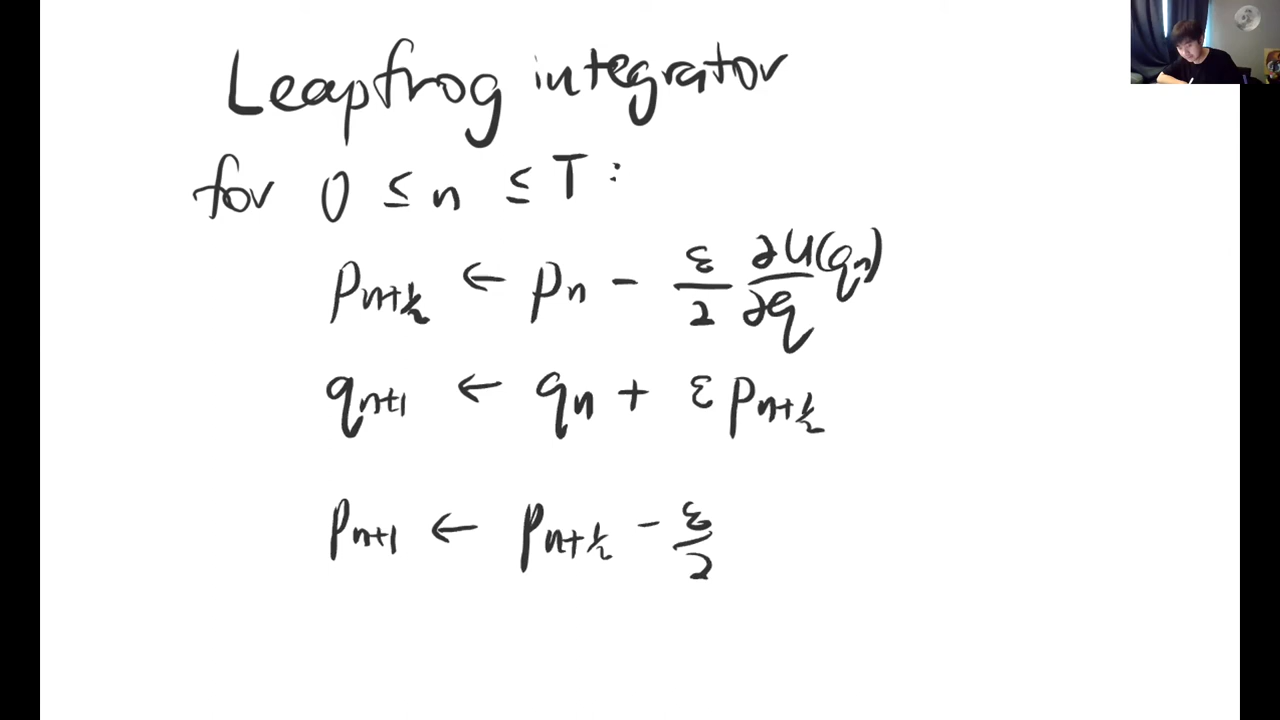 Leapfrog integrator
for 0 ≤ n ≤ T :
p_{n+½} ← p_n - ε/2 ∂U(q_n)/∂q
q_{n+1} ← q_n + ε p_{n+½}
p_{n+1} ← p_{n+½} - ε/2